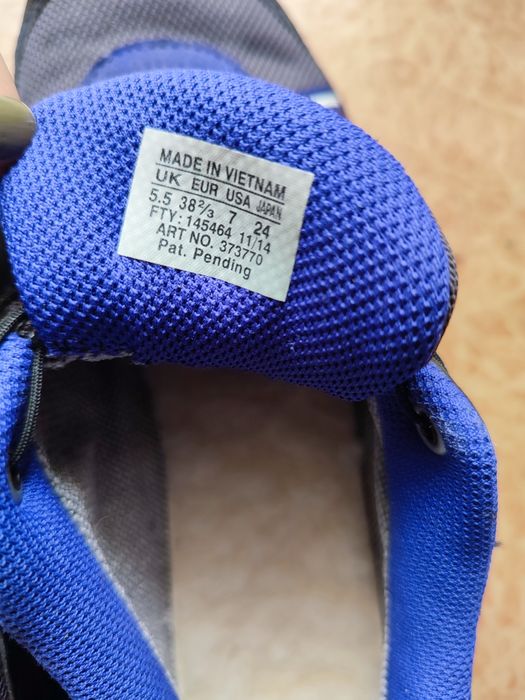 MADE IN VIETNAM
UK EUR USA JAPAN
5.5 38⅔ 7 24
FTY: 145464 11/14
ART NO. 373770
Pat. Pending